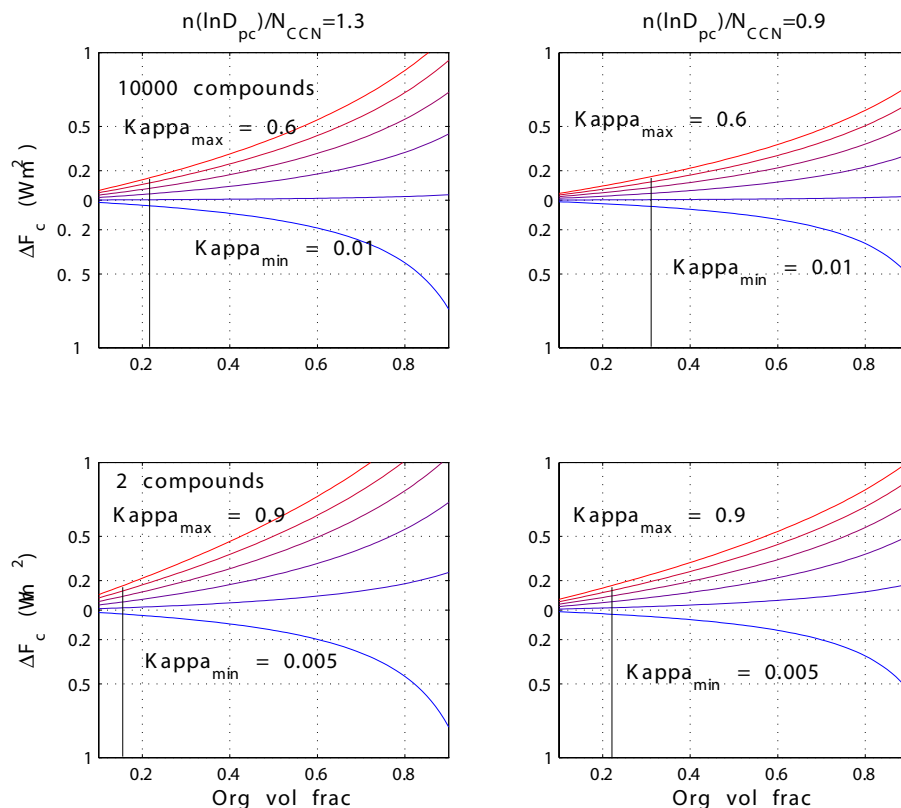 n(lnD_pc)/N_CCN=1.3
n(lnD_pc)/N_CCN=0.9
1
0.5
0.2
0
0. 2
0. 5
1
ΔF_c (Wm²)
10000 compounds
Kappa_max = 0.6
Kappa_min = 0.01
0.2 0.4 0.6 0.8
1
0.5
0.2
0
0.2
0.5
1
Kappa_max = 0.6
Kappa_min = 0.01
0.2 0.4 0.6 0.8
1
0.5
0.2
0
0.2
0.5
1
ΔF_c
2 compounds
Kappa_max = 0.9
Kappa_min = 0.005
0.2 0.4 0.6 0.8
Org vol frac
1
0.5
0.2
0
0.2
0.5
1
Kappa_max = 0.9
Kappa_min = 0.005
0.2 0.4 0.6 0.8
Org vol frac